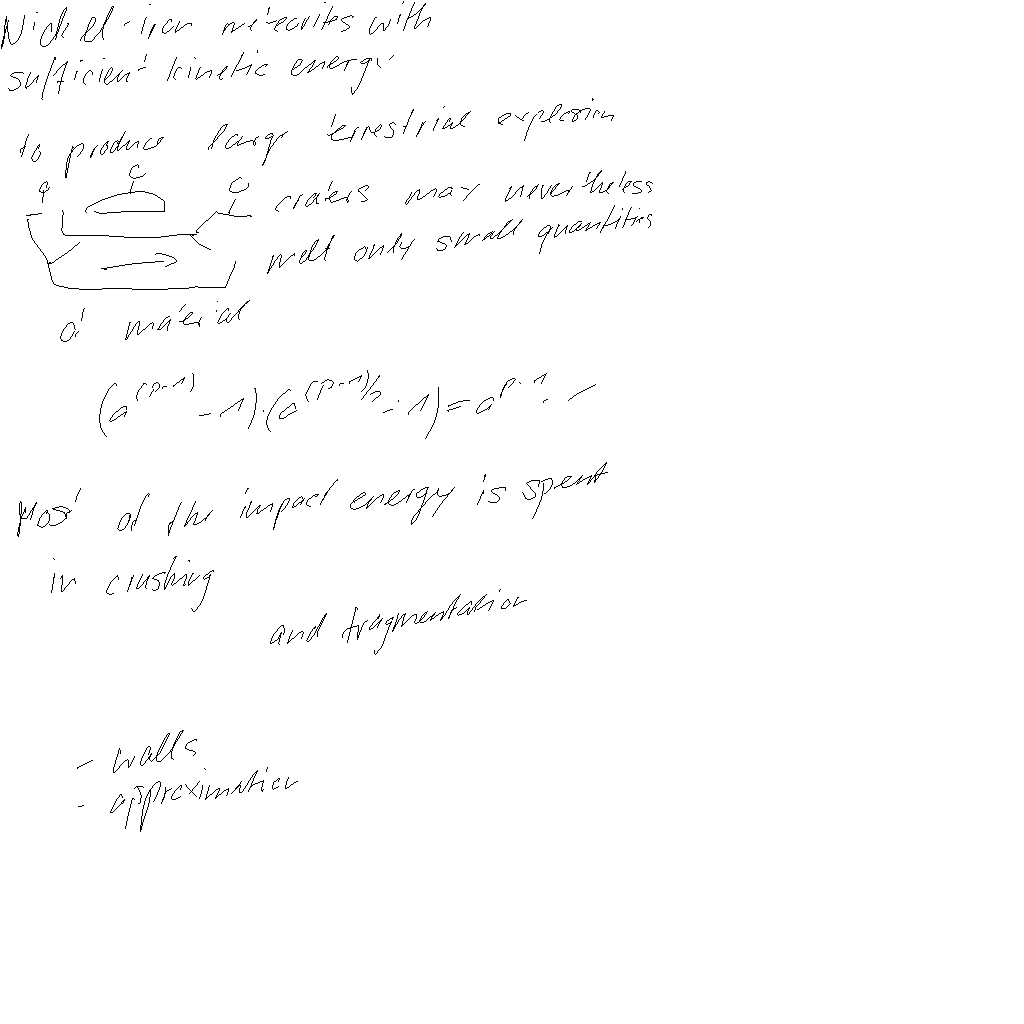 Nickel-iron meteorites with
sufficient kinetic energy
to produce large terrestrial explosion
craters may nevertheless
melt only small quantities
of material
(a^(p-1) - 1)·(a^(p-1)/2 - 1) = a^p-1 · -
Most of the impact energy is spent
in crushing
and fragmentation
- walls
- approximation